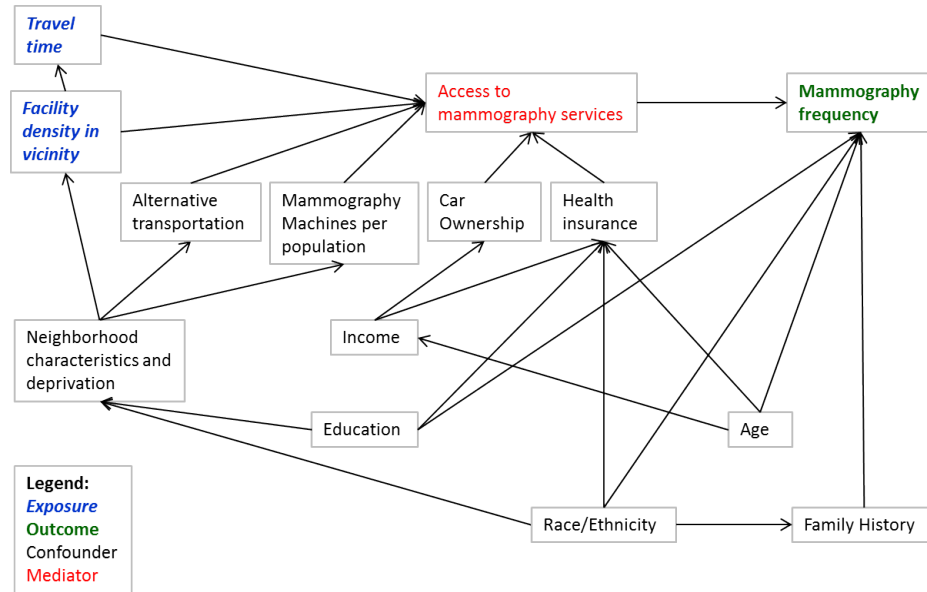 Travel
time
Facility
density in
vicinity
Access to
mammography services
Mammography
frequency
Alternative
transportation
Mammography
Machines per
population
Car
Ownership
Health
insurance
Neighborhood
characteristics and
deprivation
Income
Education
Age
Race/Ethnicity
Family History
Legend:
Exposure
Outcome
Confounder
Mediator